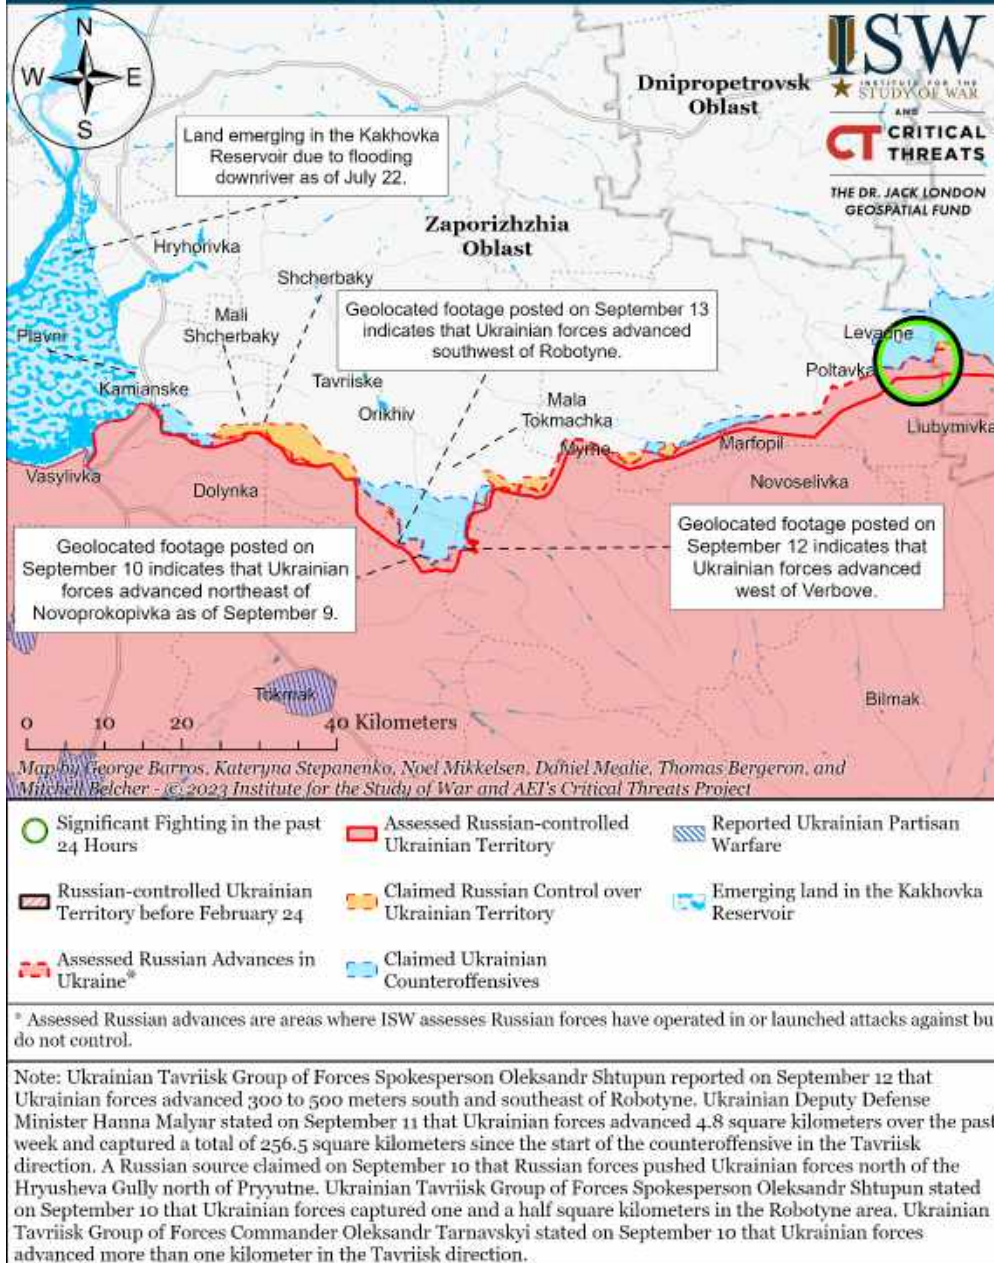 N
W E
S
ISW
INSTITUTE FOR THE
STUDY OF WAR
AND
CT CRITICAL
THREATS
THE DR. JACK LONDON
GEOSPATIAL FUND
Dnipropetrovsk
Oblast
Land emerging in the Kakhovka
Reservoir due to flooding
downriver as of July 22.
Zaporizhzhia
Oblast
Hryhorivka
Shcherbaky
Mali
Shcherbaky
Geolocated footage posted on September 13
indicates that Ukrainian forces advanced
southwest of Robotyne.
Plavni
Levadne
Poltavka
Kamianske
Tavriiske
Orikhiv
Mala
Tokmachka
Myrne
Marfopil
Liubymivka
Vasylivka
Dolynka
Novoselivka
Geolocated footage posted on
September 10 indicates that Ukrainian
forces advanced northeast of
Novoprokopivka as of September 9.
Geolocated footage posted on
September 12 indicates that
Ukrainian forces advanced
west of Verbove.
Tokmak
Bilmak
0 10 20 40 Kilometers
Map by George Barros, Kateryna Stepanenko, Noel Mikkelsen, Daniel Mealie, Thomas Bergeron, and
Mitchell Belcher - © 2023 Institute for the Study of War and AEI's Critical Threats Project
Significant Fighting in the past
24 Hours
Assessed Russian-controlled
Ukrainian Territory
Reported Ukrainian Partisan
Warfare
Russian-controlled Ukrainian
Territory before February 24
Claimed Russian Control over
Ukrainian Territory
Emerging land in the Kakhovka
Reservoir
Assessed Russian Advances in
Ukraine*
Claimed Ukrainian
Counteroffensives
* Assessed Russian advances are areas where ISW assesses Russian forces have operated in or launched attacks against bu
do not control.
Note: Ukrainian Tavriisk Group of Forces Spokesperson Oleksandr Shtupun reported on September 12 that
Ukrainian forces advanced 300 to 500 meters south and southeast of Robotyne. Ukrainian Deputy Defense
Minister Hanna Malyar stated on September 11 that Ukrainian forces advanced 4.8 square kilometers over the past
week and captured a total of 256.5 square kilometers since the start of the counteroffensive in the Tavriisk
direction. A Russian source claimed on September 10 that Russian forces pushed Ukrainian forces north of the
Hryusheva Gully north of Pryyutne. Ukrainian Tavriisk Group of Forces Spokesperson Oleksandr Shtupun stated
on September 10 that Ukrainian forces captured one and a half square kilometers in the Robotyne area. Ukrainian
Tavriisk Group of Forces Commander Oleksandr Tarnavskyi stated on September 10 that Ukrainian forces
advanced more than one kilometer in the Tavriisk direction.